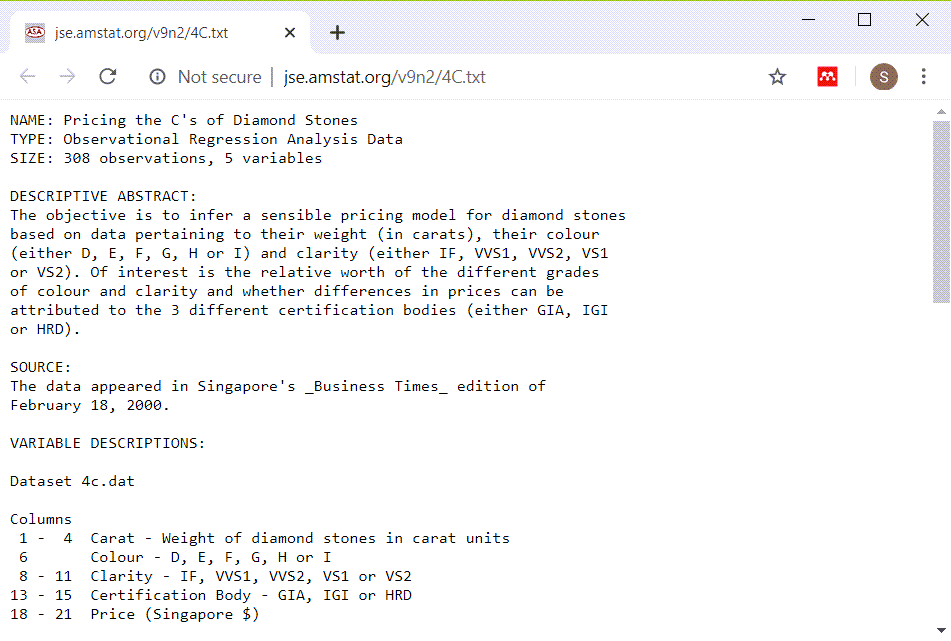 ASA jse.amstat.org/v9n2/4C.txt
Not secure | jse.amstat.org/v9n2/4C.txt S
NAME: Pricing the C's of Diamond Stones
TYPE: Observational Regression Analysis Data
SIZE: 308 observations, 5 variables
DESCRIPTIVE ABSTRACT:
The objective is to infer a sensible pricing model for diamond stones
based on data pertaining to their weight (in carats), their colour
(either D, E, F, G, H or I) and clarity (either IF, VVS1, VVS2, VS1
or VS2). Of interest is the relative worth of the different grades
of colour and clarity and whether differences in prices can be
attributed to the 3 different certification bodies (either GIA, IGI
or HRD).
SOURCE:
The data appeared in Singapore's _Business Times_ edition of
February 18, 2000.
VARIABLE DESCRIPTIONS:
Dataset 4c.dat
Columns
1 - 4 Carat - Weight of diamond stones in carat units
6 Colour - D, E, F, G, H or I
8 - 11 Clarity - IF, VVS1, VVS2, VS1 or VS2
13 - 15 Certification Body - GIA, IGI or HRD
18 - 21 Price (Singapore $)